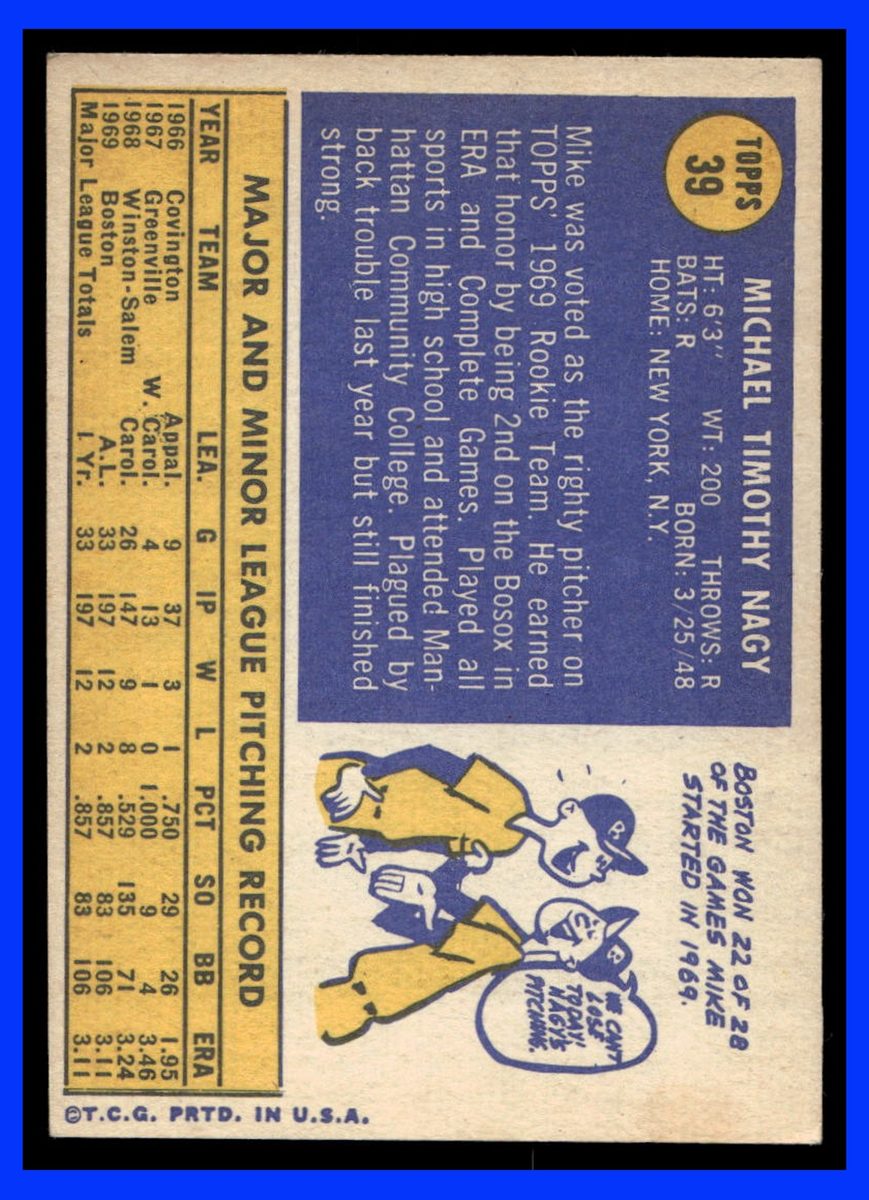 TOPPS
39
MICHAEL TIMOTHY NAGY
HT: 6'3" WT: 200 THROWS: R
BATS: R BORN: 3/25/48
HOME: NEW YORK, N.Y.
Mike was voted as the righty pitcher on
TOPPS' 1969 Rookie Team. He earned
that honor by being 2nd on the Bosox in
ERA and Complete Games. Played all
sports in high school and attended Man-
hattan Community College. Plagued by
back trouble last year but still finished
strong.
BOSTON WON 22 OF 28
OF THE GAMES MIKE
STARTED IN 1969.
B
B
WE CAN'T
LOSE
TODAY!
NAGY'S
PITCHING.
MAJOR AND MINOR LEAGUE PITCHING RECORD
YEAR TEAM LEA. G IP W L PCT SO BB ERA
1966 Covington Appal. 9 37 3 1 .750 29 26 1.95
1967 Greenville W. Carol. 4 13 1 0 1.000 9 4 3.46
1968 Winston-Salem Carol. 26 147 9 8 .529 135 71 3.24
1969 Boston A.L. 33 197 12 2 .857 83 106 3.11
Major League Totals 1 Yr. 33 197 12 2 .857 83 106 3.11
©T.C.G. PRTD. IN U.S.A.